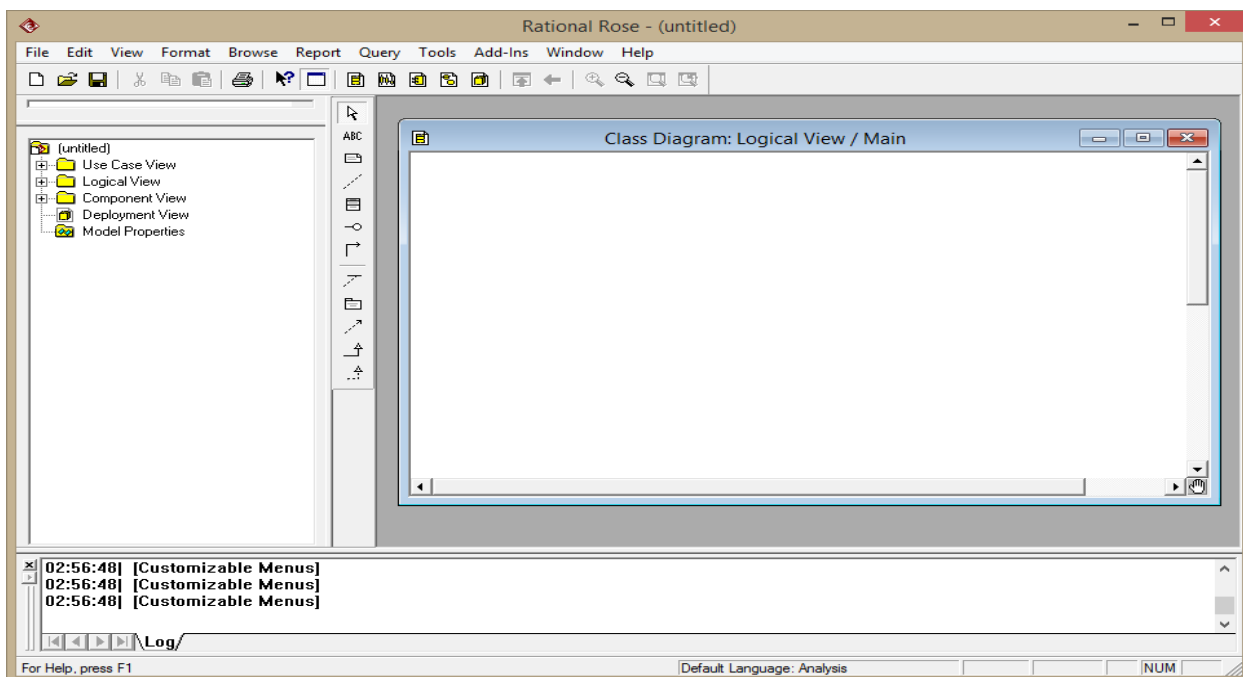 Rational Rose - (untitled)
File Edit View Format Browse Report Query Tools Add-Ins Window Help
(untitled)
Use Case View
Logical View
Component View
Deployment View
Model Properties
ABC
Class Diagram: Logical View / Main
02:56:48| [Customizable Menus]
02:56:48| [Customizable Menus]
02:56:48| [Customizable Menus]
Log
For Help, press F1
Default Language: Analysis
NUM